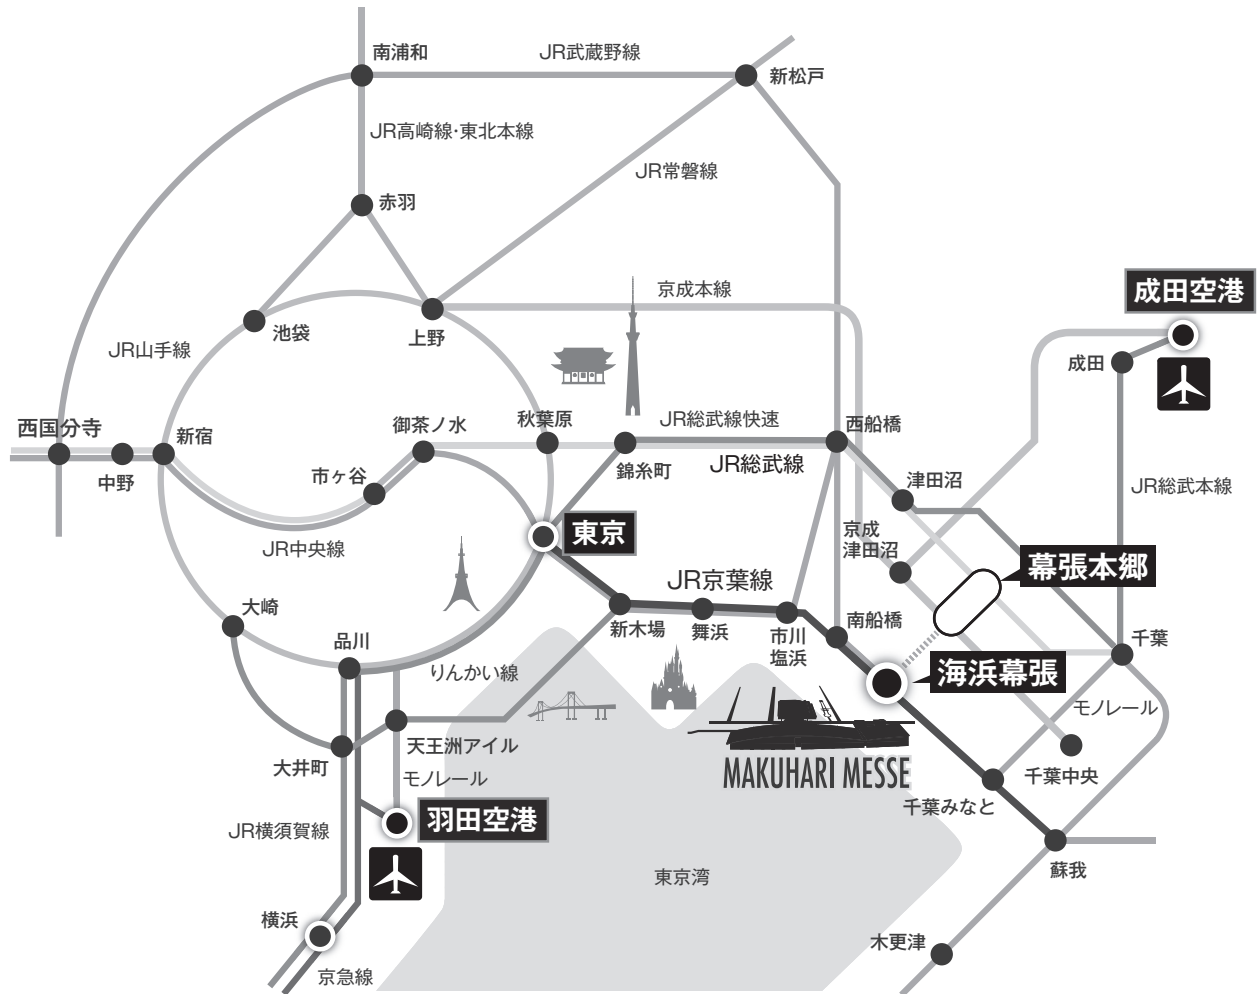 南浦和
JR武蔵野線
新松戸
JR高崎線・東北本線
JR常磐線
赤羽
京成本線
成田空港
池袋
上野
JR山手線
成田
西国分寺
新宿
御茶ノ水
秋葉原
JR総武線快速
西船橋
中野
市ヶ谷
錦糸町
JR総武線
津田沼
JR総武本線
JR中央線
東京
京成
津田沼
幕張本郷
JR京葉線
大崎
品川
新木場
舞浜
市川
塩浜
南船橋
千葉
りんかい線
海浜幕張
モノレール
大井町
天王洲アイル
モノレール
MAKUHARI MESSE
千葉中央
千葉みなと
JR横須賀線
羽田空港
東京湾
蘇我
横浜
木更津
京急線